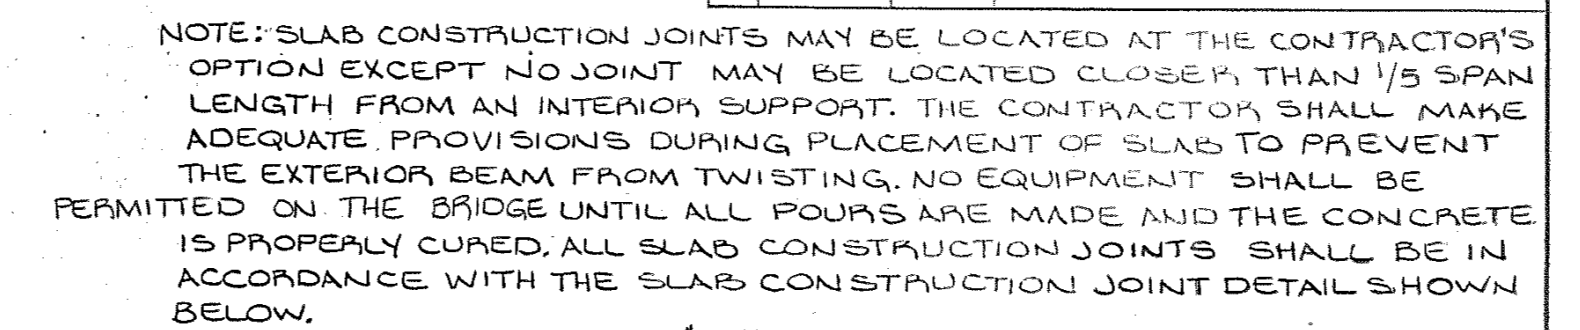 NOTE: SLAB CONSTRUCTION JOINTS MAY BE LOCATED AT THE CONTRACTOR'S
OPTION EXCEPT NO JOINT MAY BE LOCATED CLOSER THAN 1/5 SPAN
LENGTH FROM AN INTERIOR SUPPORT. THE CONTRACTOR SHALL MAKE
ADEQUATE PROVISIONS DURING PLACEMENT OF SLAB TO PREVENT
THE EXTERIOR BEAM FROM TWISTING. NO EQUIPMENT SHALL BE
PERMITTED ON THE BRIDGE UNTIL ALL POURS ARE MADE AND THE CONCRETE
IS PROPERLY CURED. ALL SLAB CONSTRUCTION JOINTS SHALL BE IN
ACCORDANCE WITH THE SLAB CONSTRUCTION JOINT DETAIL SHOWN
BELOW.